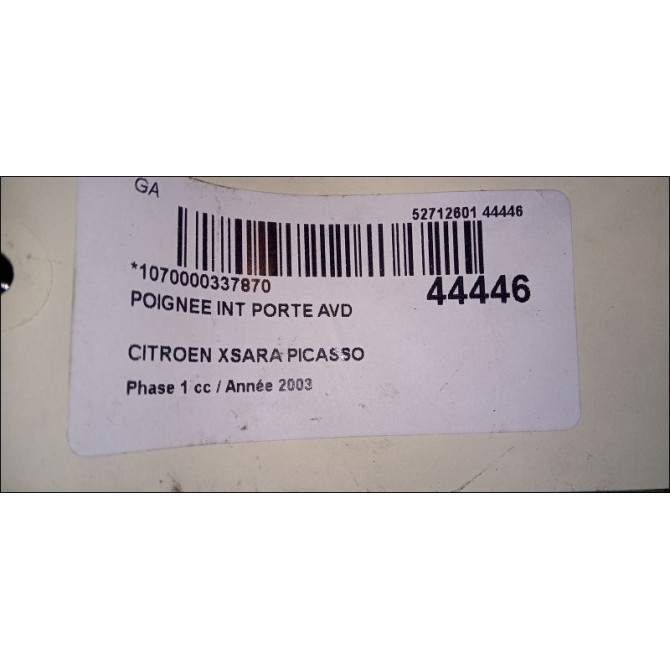 GA
52712601 44446
*1070000337870
44446
POIGNEE INT PORTE AVD
CITROEN XSARA PICASSO
Phase 1 cc / Année 2003